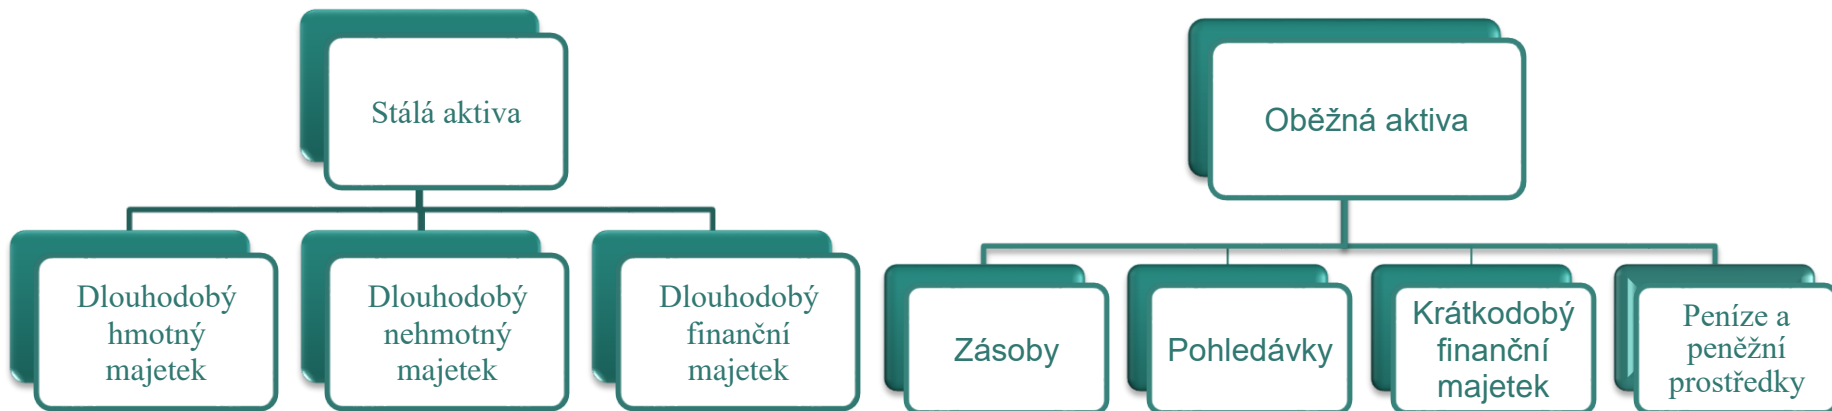 Stálá aktiva
Dlouhodobý
hmotný
majetek
Dlouhodobý
nehmotný
majetek
Dlouhodobý
finanční
majetek
Oběžná aktiva
Zásoby
Pohledávky
Krátkodobý
finanční
majetek
Peníze a
peněžní
prostředky